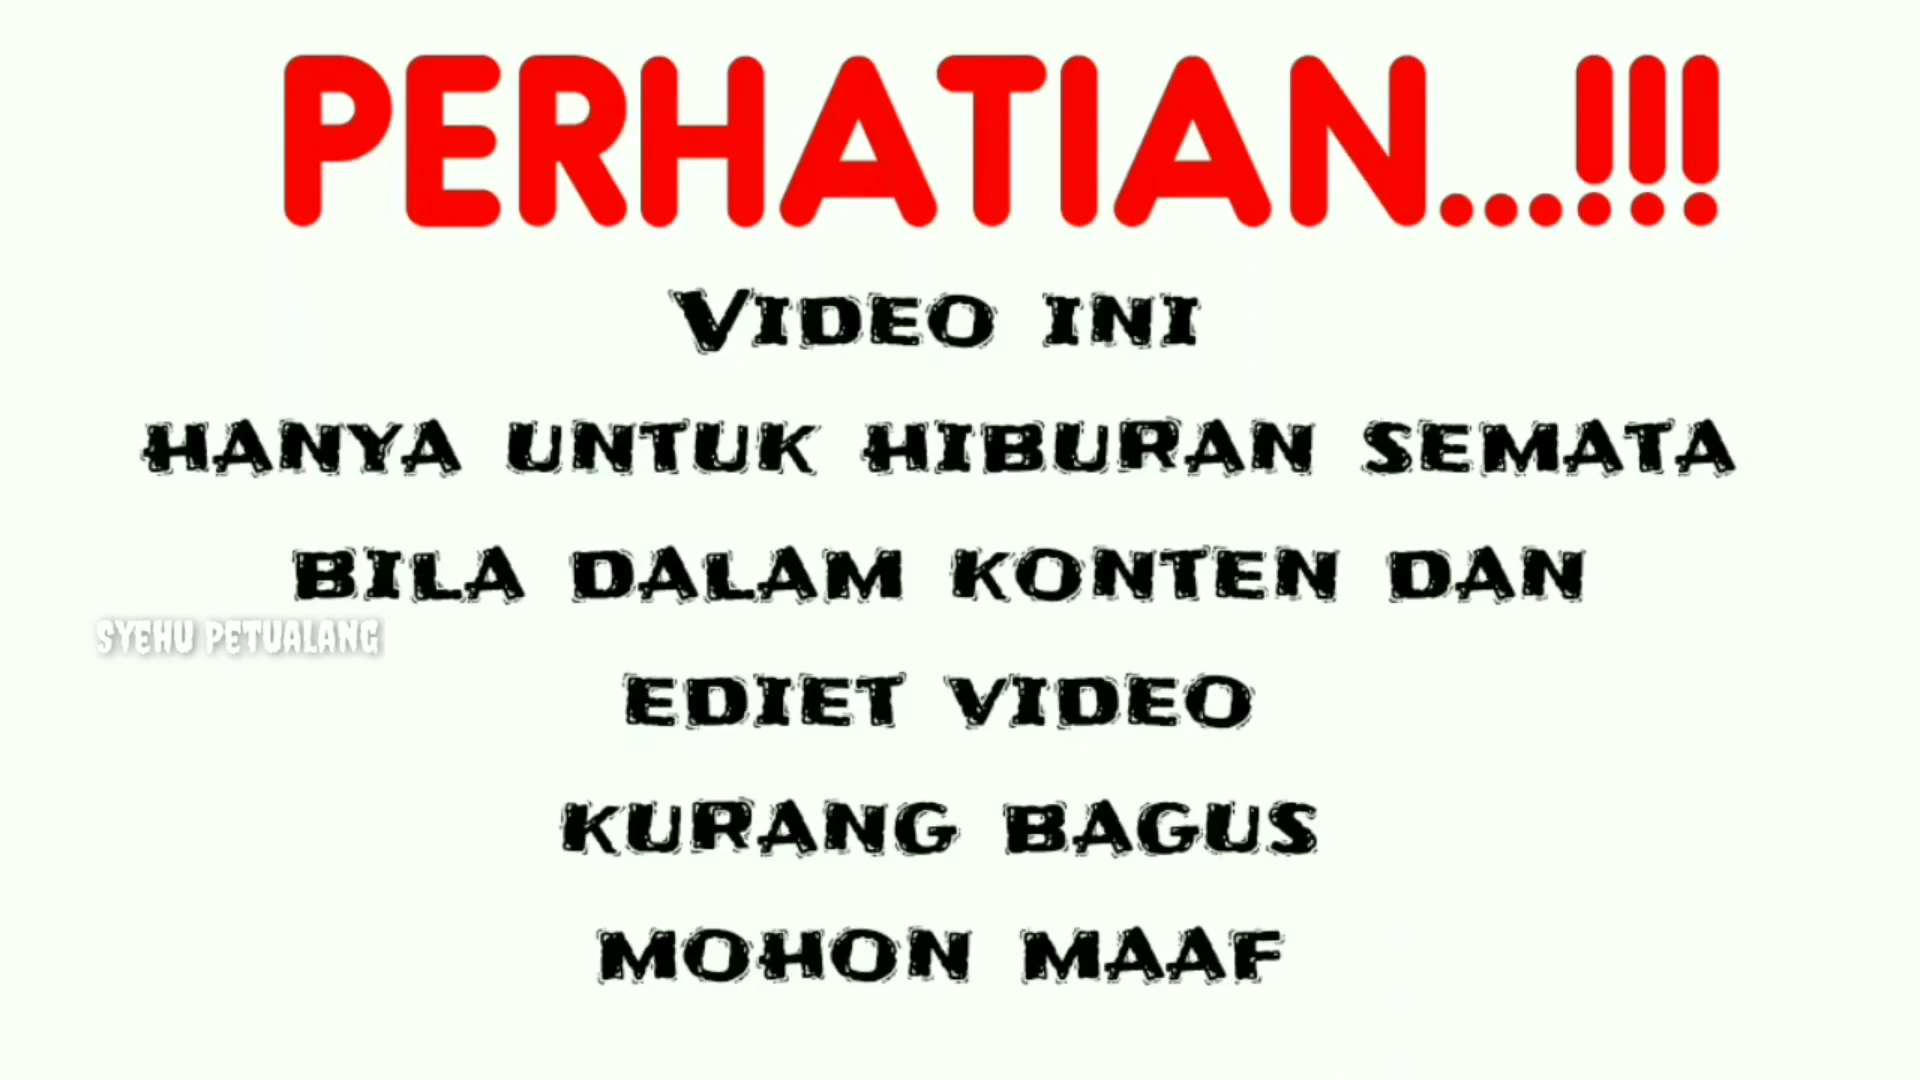 PERHATIAN...!!!
VIDEO INI
HANYA UNTUK HIBURAN SEMATA
BILA DALAM KONTEN DAN
SYEHU PETUALANG
EDIET VIDEO
KURANG BAGUS
MOHON MAAF